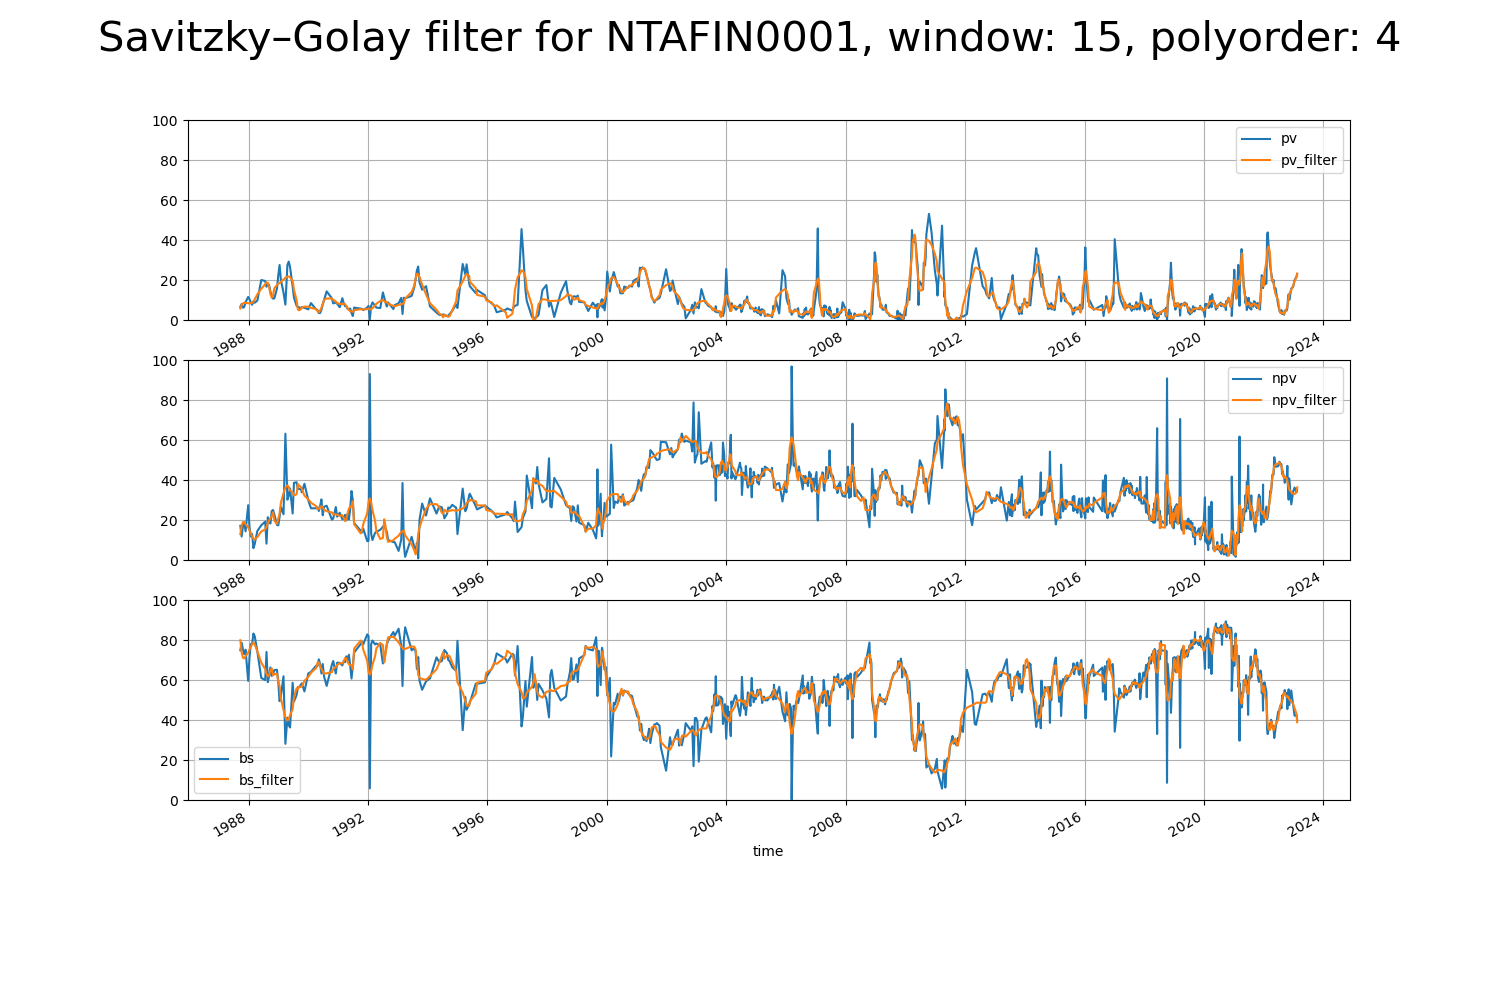 Savitzky–Golay filter for NTAFIN0001, window: 15, polyorder: 4
100
80
60
40
20
0
pv
pv_filter
1988 1992 1996 2000 2004 2008 2012 2016 2020 2024
100
80
60
40
20
0
npv
npv_filter
1988 1992 1996 2000 2004 2008 2012 2016 2020 2024
100
80
60
40
20
0
bs
bs_filter
1988 1992 1996 2000 2004 2008 2012 2016 2020 2024
time